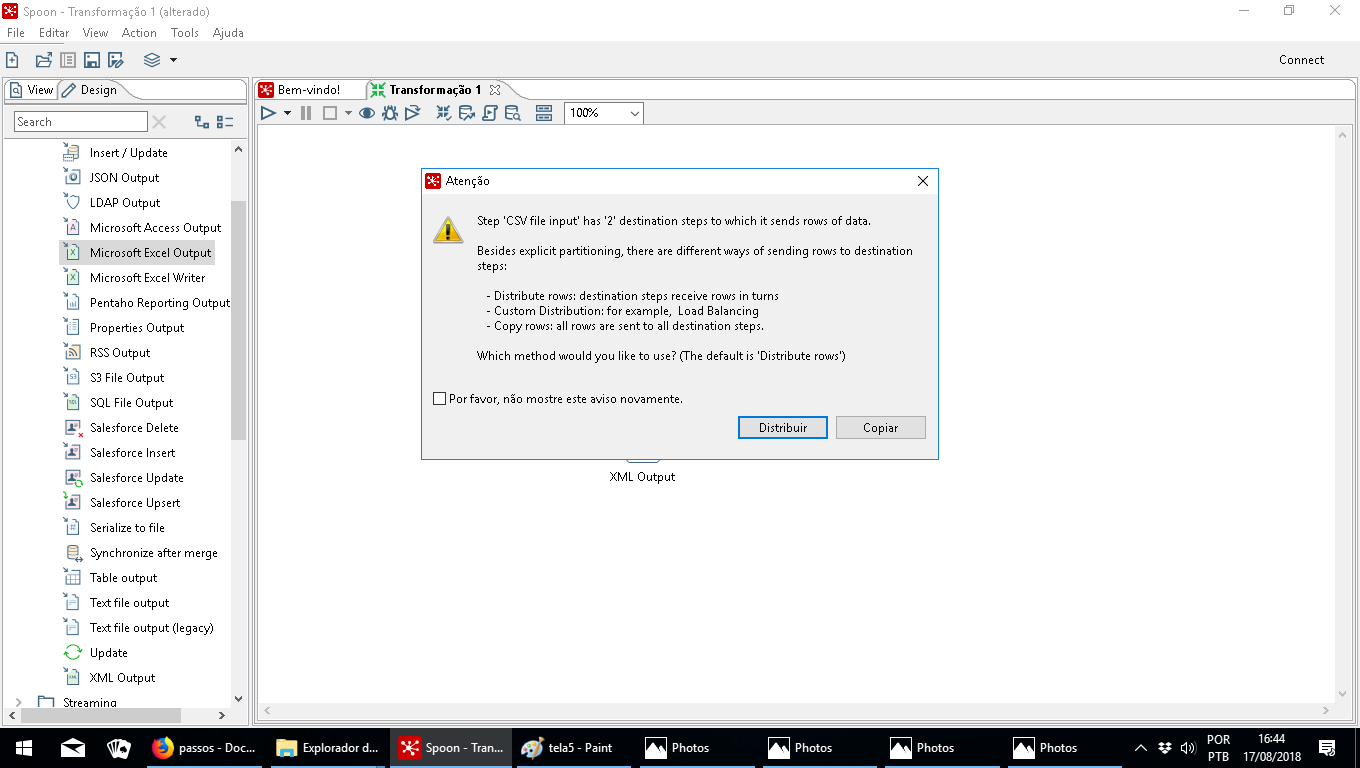 Spoon - Transformação 1 (alterado)
File Editar View Action Tools Ajuda
Connect
View Design
Bem-vindo! Transformação 1
Search
100%
Insert / Update
JSON Output
LDAP Output
Microsoft Access Output
Microsoft Excel Output
Microsoft Excel Writer
Pentaho Reporting Output
Properties Output
RSS Output
S3 File Output
SQL File Output
Salesforce Delete
Salesforce Insert
Salesforce Update
Salesforce Upsert
Serialize to file
Synchronize after merge
Table output
Text file output
Text file output (legacy)
Update
XML Output
Streaming
Atenção
Step 'CSV file input' has '2' destination steps to which it sends rows of data.
Besides explicit partitioning, there are different ways of sending rows to destination
steps:
- Distribute rows: destination steps receive rows in turns
- Custom Distribution: for example, Load Balancing
- Copy rows: all rows are sent to all destination steps.
Which method would you like to use? (The default is 'Distribute rows')
Por favor, não mostre este aviso novamente.
Distribuir Copiar
XML Output
passos - Doc... Explorador d... Spoon - Tran... tela5 - Paint Photos Photos Photos Photos
POR 16:44
PTB 17/08/2018